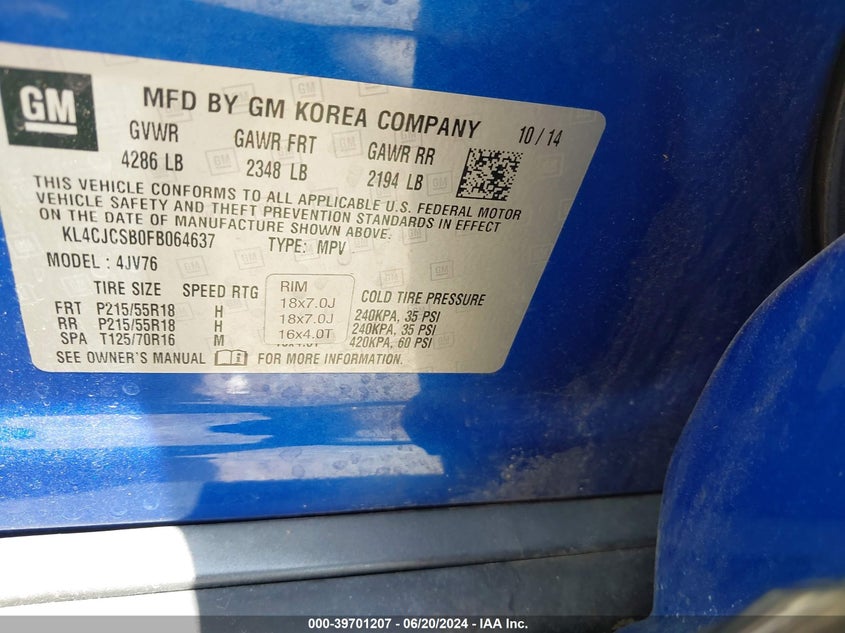 GM
MFD BY GM KOREA COMPANY 10 / 14
GVWR GAWR FRT GAWR RR
4286 LB 2348 LB 2194 LB
THIS VEHICLE CONFORMS TO ALL APPLICABLE U.S. FEDERAL MOTOR
VEHICLE SAFETY AND THEFT PREVENTION STANDARDS IN EFFECT
ON THE DATE OF MANUFACTURE SHOWN ABOVE.
KL4CJCSB0FB064637 TYPE: MPV
MODEL : 4JV76
TIRE SIZE SPEED RTG RIM COLD TIRE PRESSURE
FRT P215/55R18 H 18x7.0J 240KPA, 35 PSI
RR P215/55R18 H 18x7.0J 240KPA, 35 PSI
SPA T125/70R16 M 16x4.0T 420KPA, 60 PSI
SEE OWNER'S MANUAL FOR MORE INFORMATION.
000-39701207 - 06/20/2024 - IAA Inc.